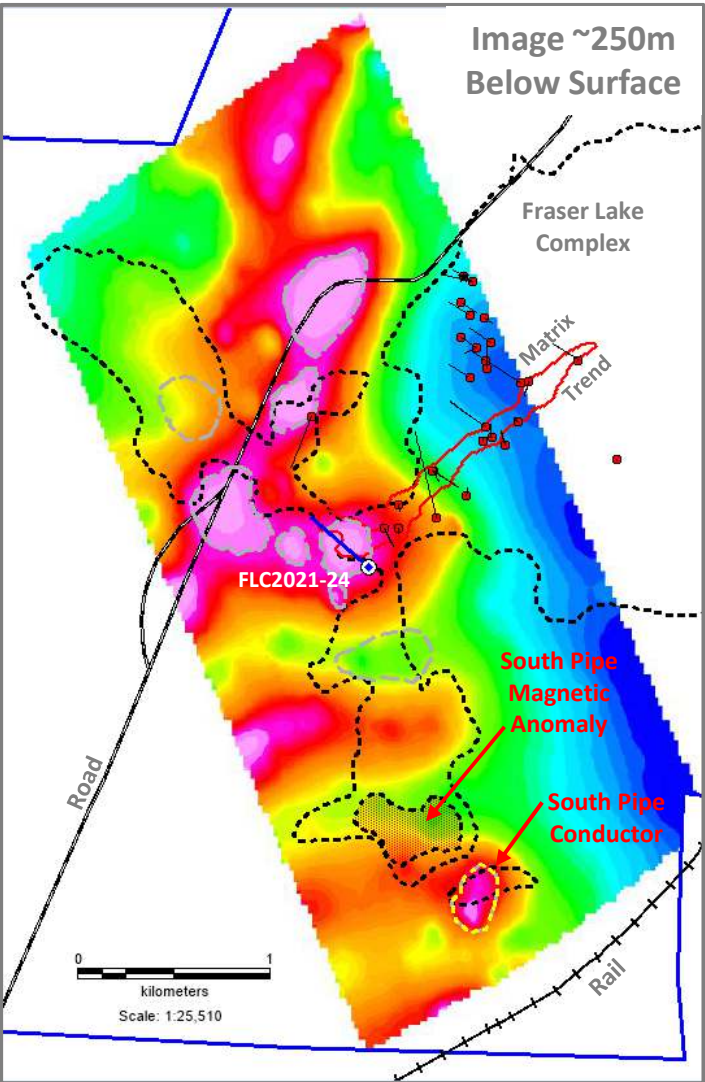 Image ~250m
Below Surface
Fraser Lake
Complex
Matrix
Trend
FLC2021-24
South Pipe
Magnetic
Anomaly
Road
South Pipe
Conductor
0 1
kilometers
Scale: 1:25,510
Rail